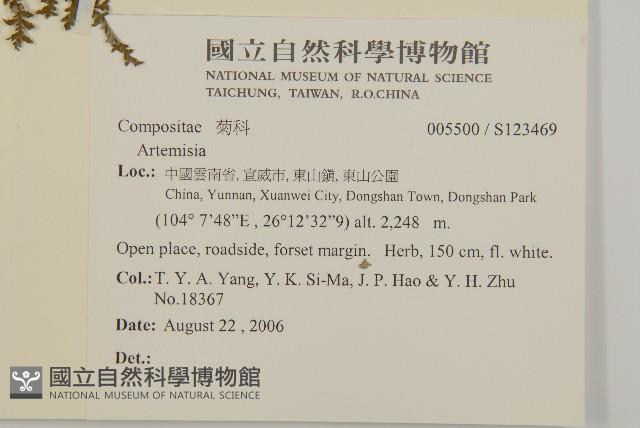 國立自然科學博物館
NATIONAL MUSEUM OF NATURAL SCIENCE
TAICHUNG, TAIWAN, R.O.CHINA
Compositae 菊科 005500 / S123469
Artemisia
Loc.: 中國雲南省, 宣威市, 東山鎮, 東山公園
China, Yunnan, Xuanwei City, Dongshan Town, Dongshan Park
(104° 7'48”E , 26°12'32”9) alt. 2,248 m.
Open place, roadside, forset margin. Herb, 150 cm, fl. white.
Col.: T. Y. A. Yang, Y. K. Si-Ma, J. P. Hao & Y. H. Zhu
No.18367
Date: August 22 , 2006
Det.:
國立自然科學博物館
NATIONAL MUSEUM OF NATURAL SCIENCE